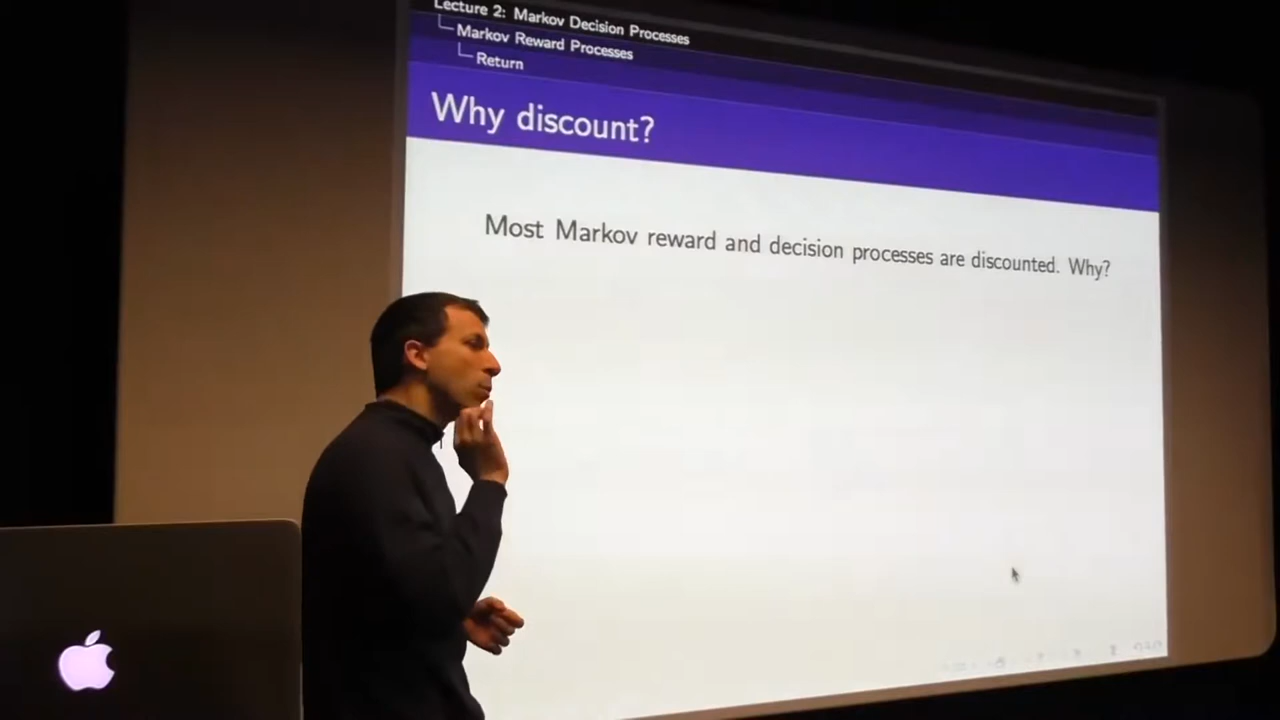 Lecture 2: Markov Decision Processes
Markov Reward Processes
Return
Why discount?
Most Markov reward and decision processes are discounted. Why?